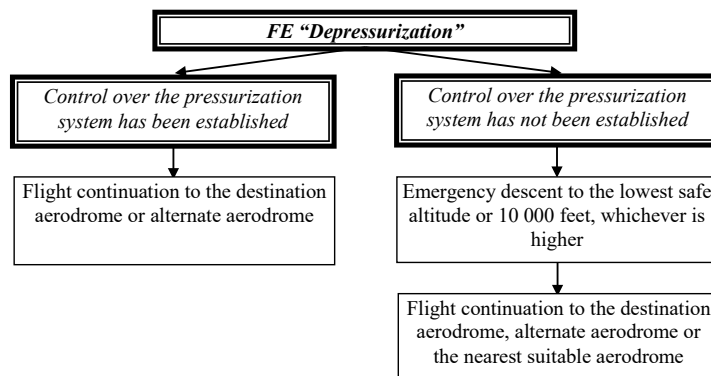 FE “Depressurization”
Control over the pressurization
system has been established
Control over the pressurization
system has not been established
Flight continuation to the destination
aerodrome or alternate aerodrome
Emergency descent to the lowest safe
altitude or 10 000 feet, whichever is
higher
Flight continuation to the destination
aerodrome, alternate aerodrome or
the nearest suitable aerodrome